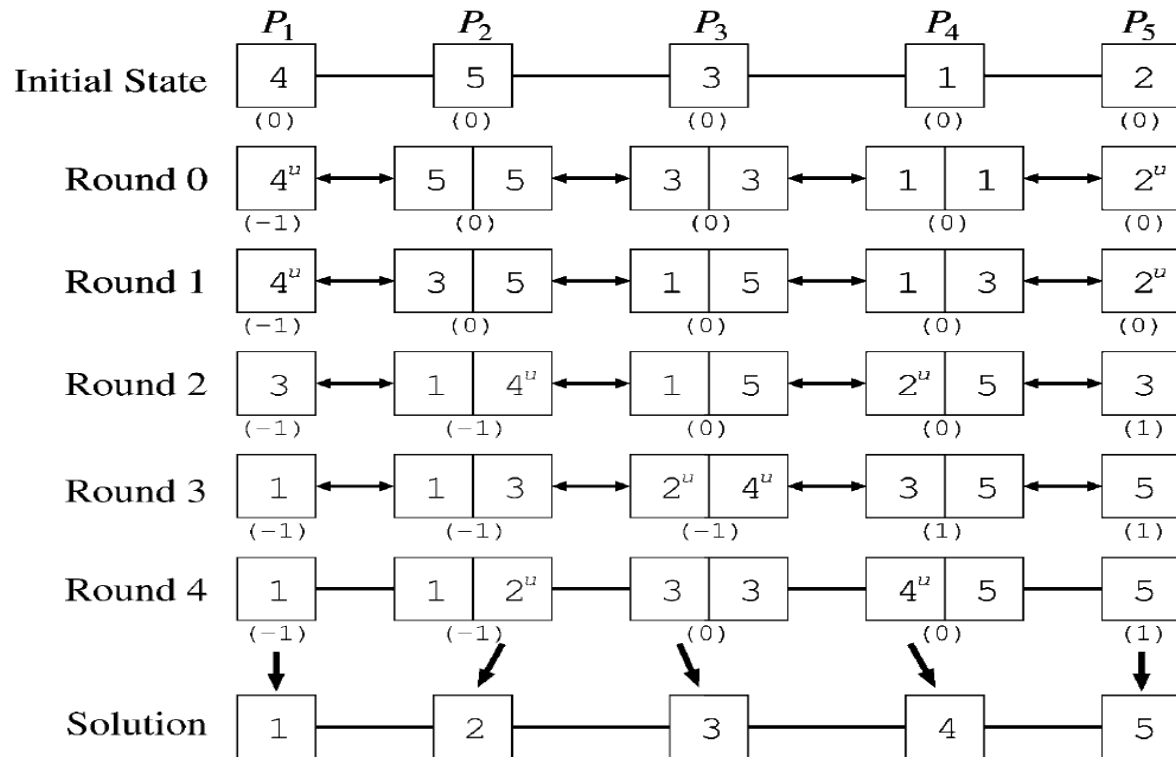 P₁ P₂ P₃ P₄ P₅
Initial State 4 5 3 1 2
(0) (0) (0) (0) (0)
Round 0 4ᵘ 5 5 3 3 1 1 2ᵘ
(-1) (0) (0) (0) (0)
Round 1 4ᵘ 3 5 1 5 1 3 2ᵘ
(-1) (0) (0) (0) (0)
Round 2 3 1 4ᵘ 1 5 2ᵘ 5 3
(-1) (-1) (0) (0) (1)
Round 3 1 1 3 2ᵘ 4ᵘ 3 5 5
(-1) (-1) (-1) (1) (1)
Round 4 1 1 2ᵘ 3 3 4ᵘ 5 5
(-1) (-1) (0) (0) (1)
Solution 1 2 3 4 5